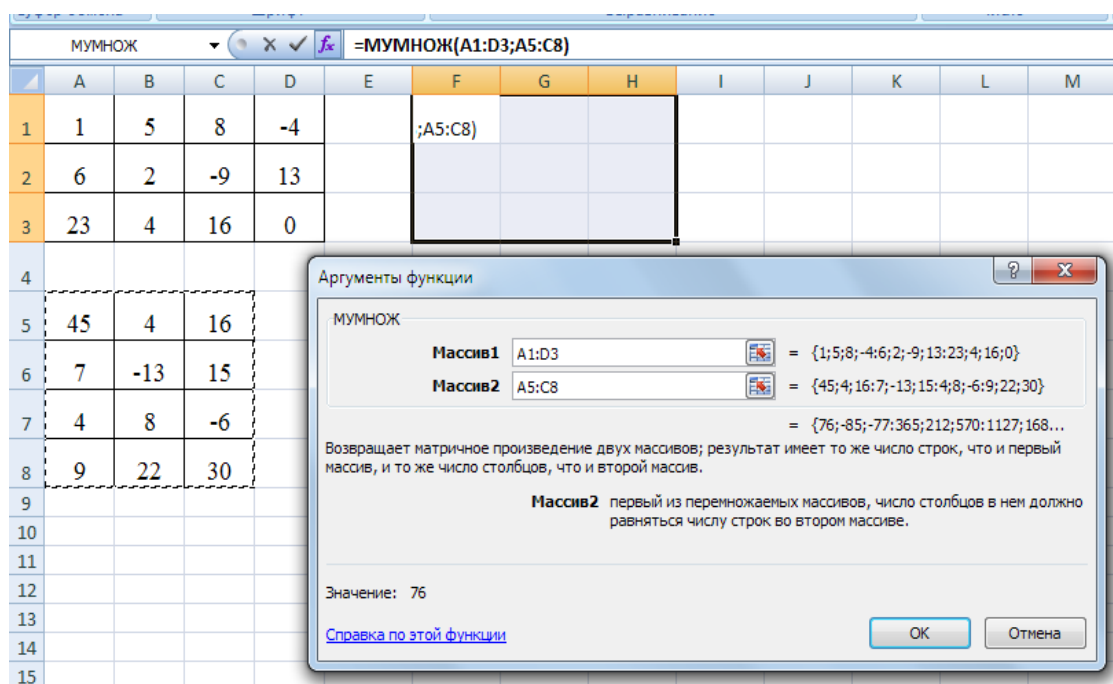 МУМНОЖ =МУМНОЖ(A1:D3;A5:C8)
A B C D E F G H I J K L M
1 1 5 8 -4 ;A5:C8)
2 6 2 -9 13
3 23 4 16 0
4
5 45 4 16
6 7 -13 15
7 4 8 -6
8 9 22 30
9
10
11
12
13
14
15
Аргументы функции
МУМНОЖ
Массив1 A1:D3 = {1;5;8;-4:6;2;-9;13:23;4;16;0}
Массив2 A5:C8 = {45;4;16:7;-13;15:4;8;-6:9;22;30}
= {76;-85;-77:365;212;570:1127;168...
Возвращает матричное произведение двух массивов; результат имеет то же число строк, что и первый
массив, и то же число столбцов, что и второй массив.
Массив2 первый из перемножаемых массивов, число столбцов в нем должно
равняться числу строк во втором массиве.
Значение: 76
Справка по этой функции
ОК Отмена